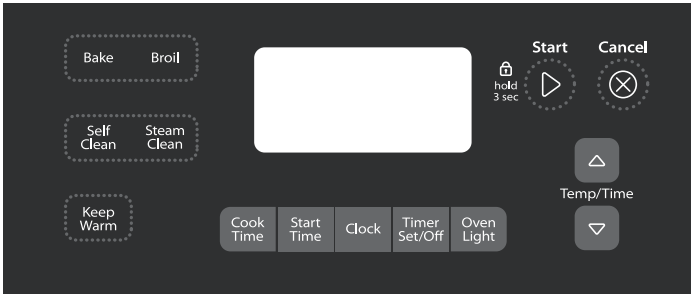 Start Cancel
Bake Broil
hold
3 sec
Self Clean
Steam Clean
Temp/Time
Keep
Warm
Cook
Time
Start
Time
Clock
Timer
Set/Off
Oven
Light